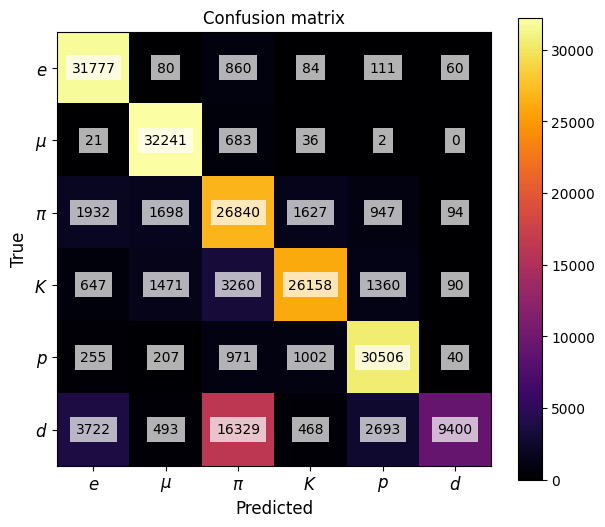 Confusion matrix
True
e 31777 80 860 84 111 60
μ 21 32241 683 36 2 0
π 1932 1698 26840 1627 947 94
K 647 1471 3260 26158 1360 90
p 255 207 971 1002 30506 40
d 3722 493 16329 468 2693 9400
e μ π K p d
Predicted
30000
25000
20000
15000
10000
5000
0